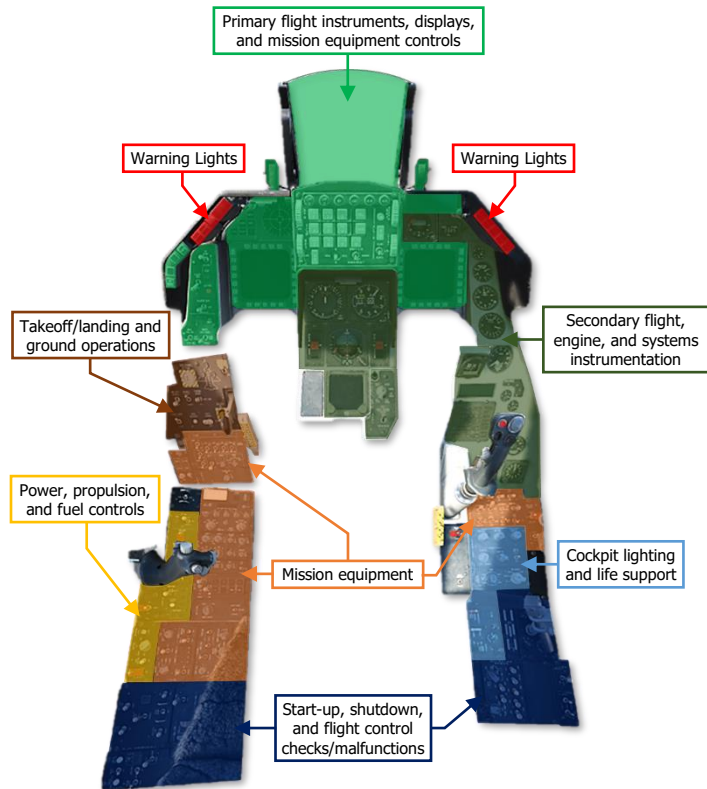 Primary flight instruments, displays,
and mission equipment controls
Warning Lights
Warning Lights
Takeoff/landing and
ground operations
Secondary flight,
engine, and systems
instrumentation
Power, propulsion,
and fuel controls
Mission equipment
Cockpit lighting
and life support
Start-up, shutdown,
and flight control
checks/malfunctions